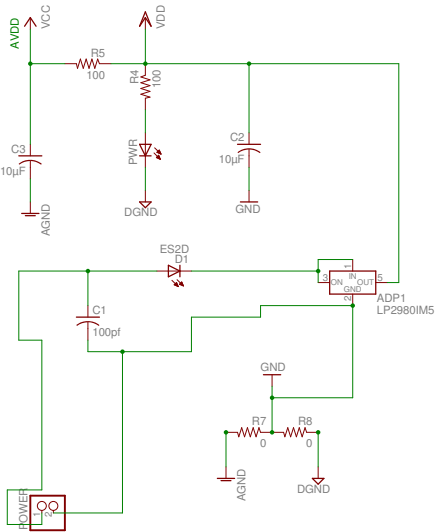 AVDD
VCC
VDD
R5
100
R4
100
C3
10µF
PWR
C2
10µF
AGND
DGND
GND
ES2D
D1
1
IN
3
ON
OUT
5
GND
2
ADP1
LP2980IM5
C1
100pf
GND
R7
0
R8
0
AGND
DGND
POWER
1
2